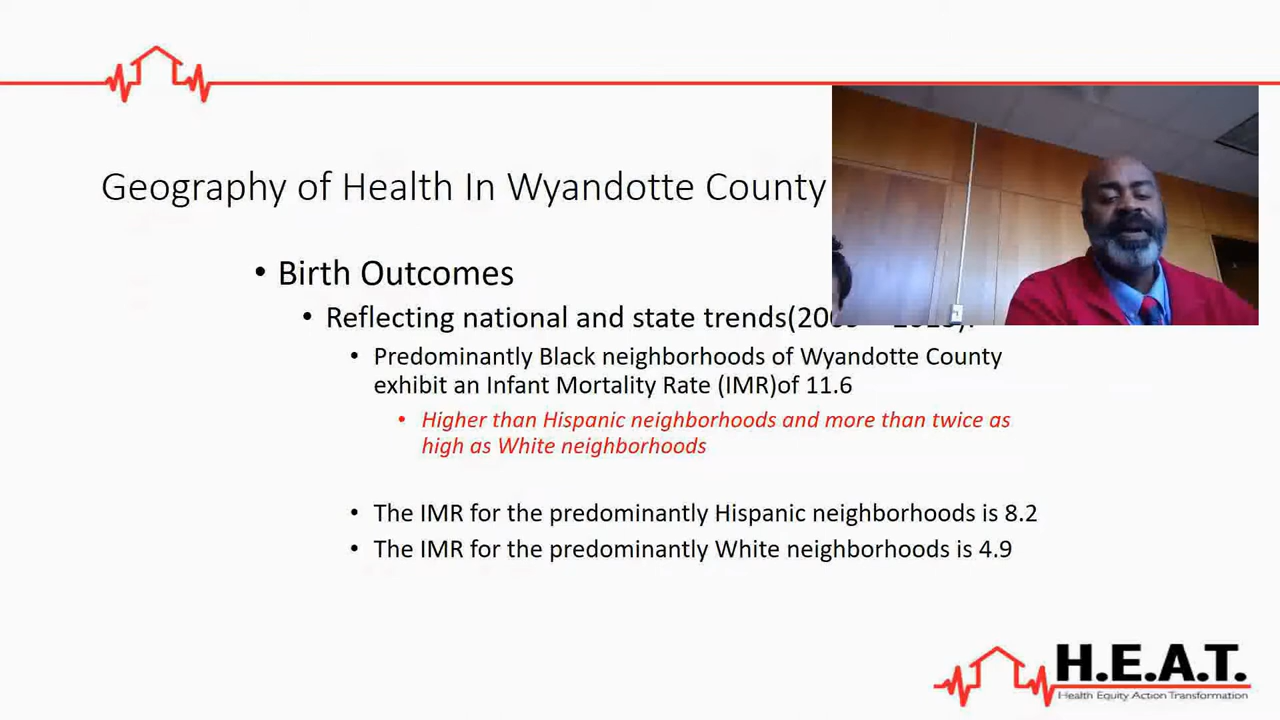 Geography of Health In Wyandotte County
• Birth Outcomes
• Reflecting national and state trends
• Predominantly Black neighborhoods of Wyandotte County
exhibit an Infant Mortality Rate (IMR)of 11.6
• Higher than Hispanic neighborhoods and more than twice as
high as White neighborhoods
• The IMR for the predominantly Hispanic neighborhoods is 8.2
• The IMR for the predominantly White neighborhoods is 4.9
H.E.A.T.
Health Equity Action Transformation